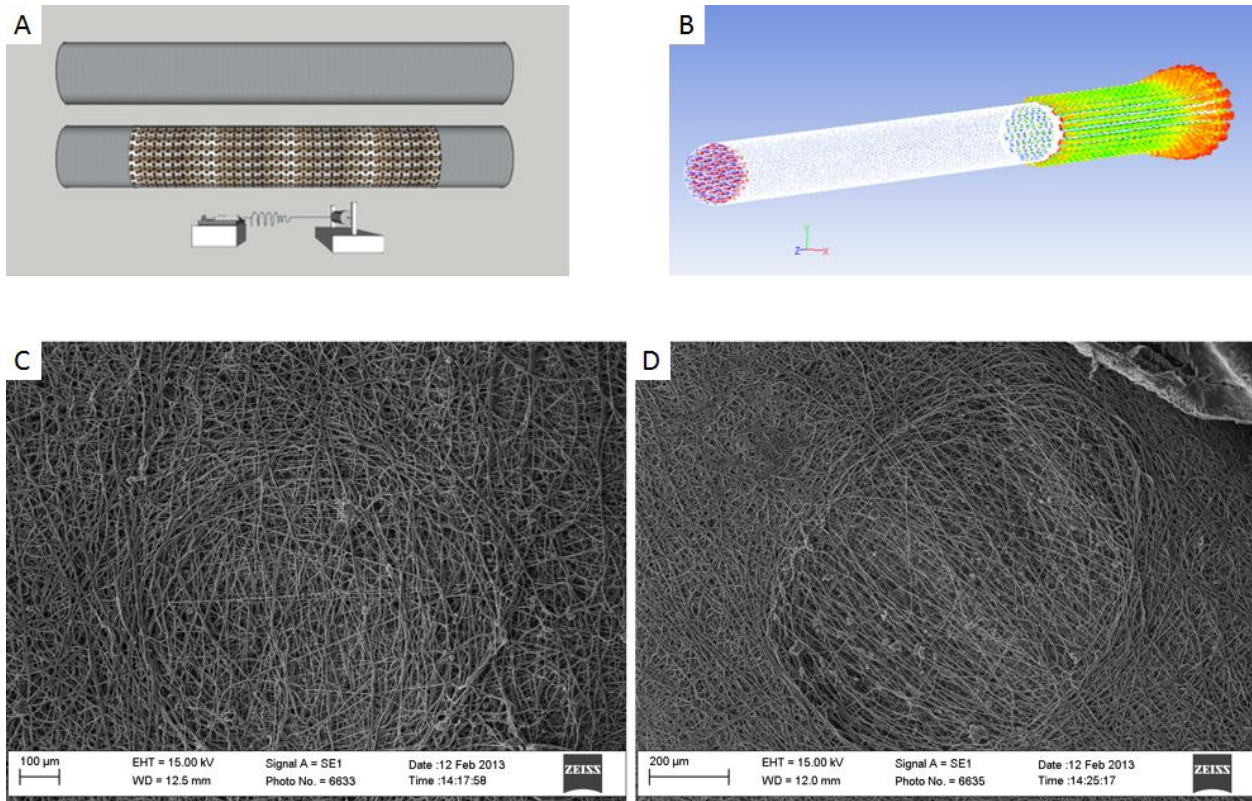 A
B
Y
Z X
C
D
100 µm
EHT = 15.00 kV
WD = 12.5 mm
Signal A = SE1
Photo No. = 6633
Date :12 Feb 2013
Time :14:17:58
ZEISS
200 µm
EHT = 15.00 kV
WD = 12.0 mm
Signal A = SE1
Photo No. = 6635
Date :12 Feb 2013
Time :14:25:17
ZEISS